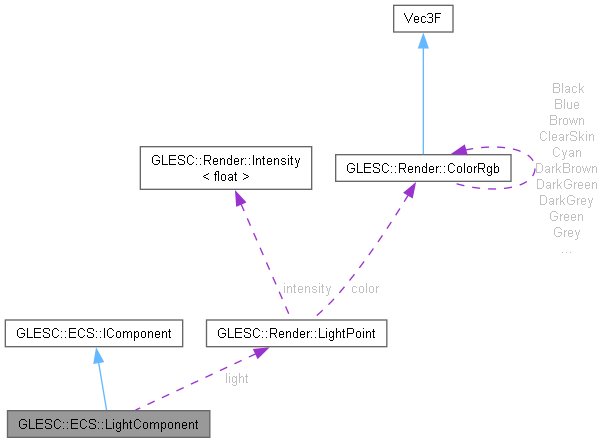 Vec3F
Black
Blue
Brown
ClearSkin
Cyan
DarkBrown
DarkGreen
DarkGrey
Green
Grey
...
GLESC::Render::Intensity
< float >
GLESC::Render::ColorRgb
intensity
color
GLESC::ECS::IComponent
GLESC::Render::LightPoint
light
GLESC::ECS::LightComponent